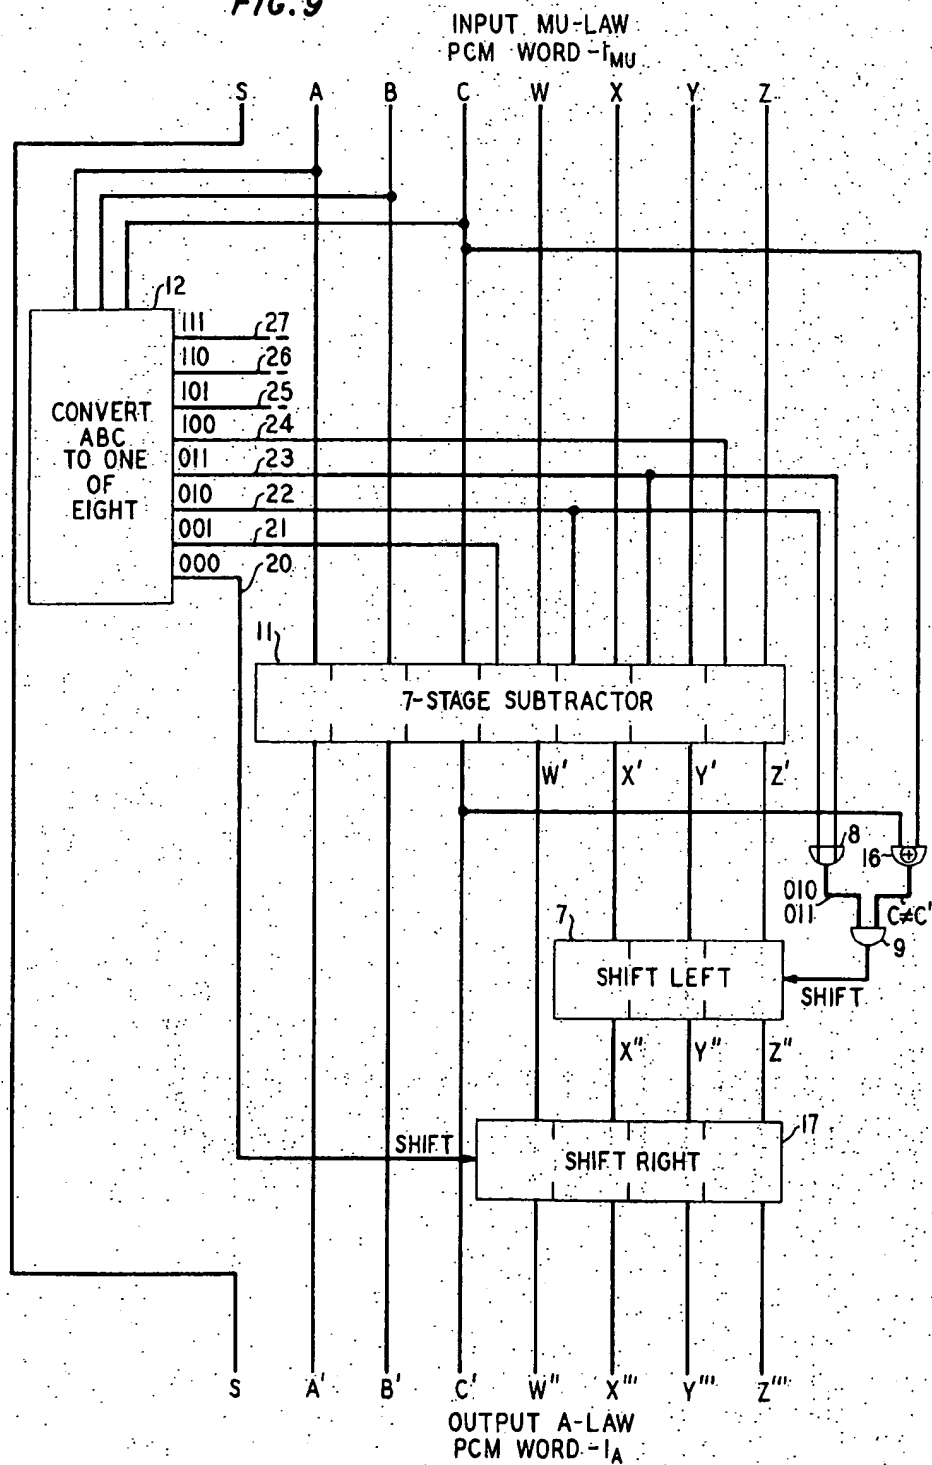 FIG. 9
INPUT MU-LAW
PCM WORD-I_MU
S A B C W X Y Z
12
111 27
110 26
101 25
100 24
011 23
010 22
001 21
000 20
CONVERT
ABC
TO ONE
OF
EIGHT
11
7-STAGE SUBTRACTOR
W' X' Y' Z'
8
16
010
011
C≠C'
9
7
SHIFT LEFT
SHIFT
X" Y" Z"
17
SHIFT
SHIFT RIGHT
S A' B' C' W" X''' Y''' Z'''
OUTPUT A-LAW
PCM WORD-I_A